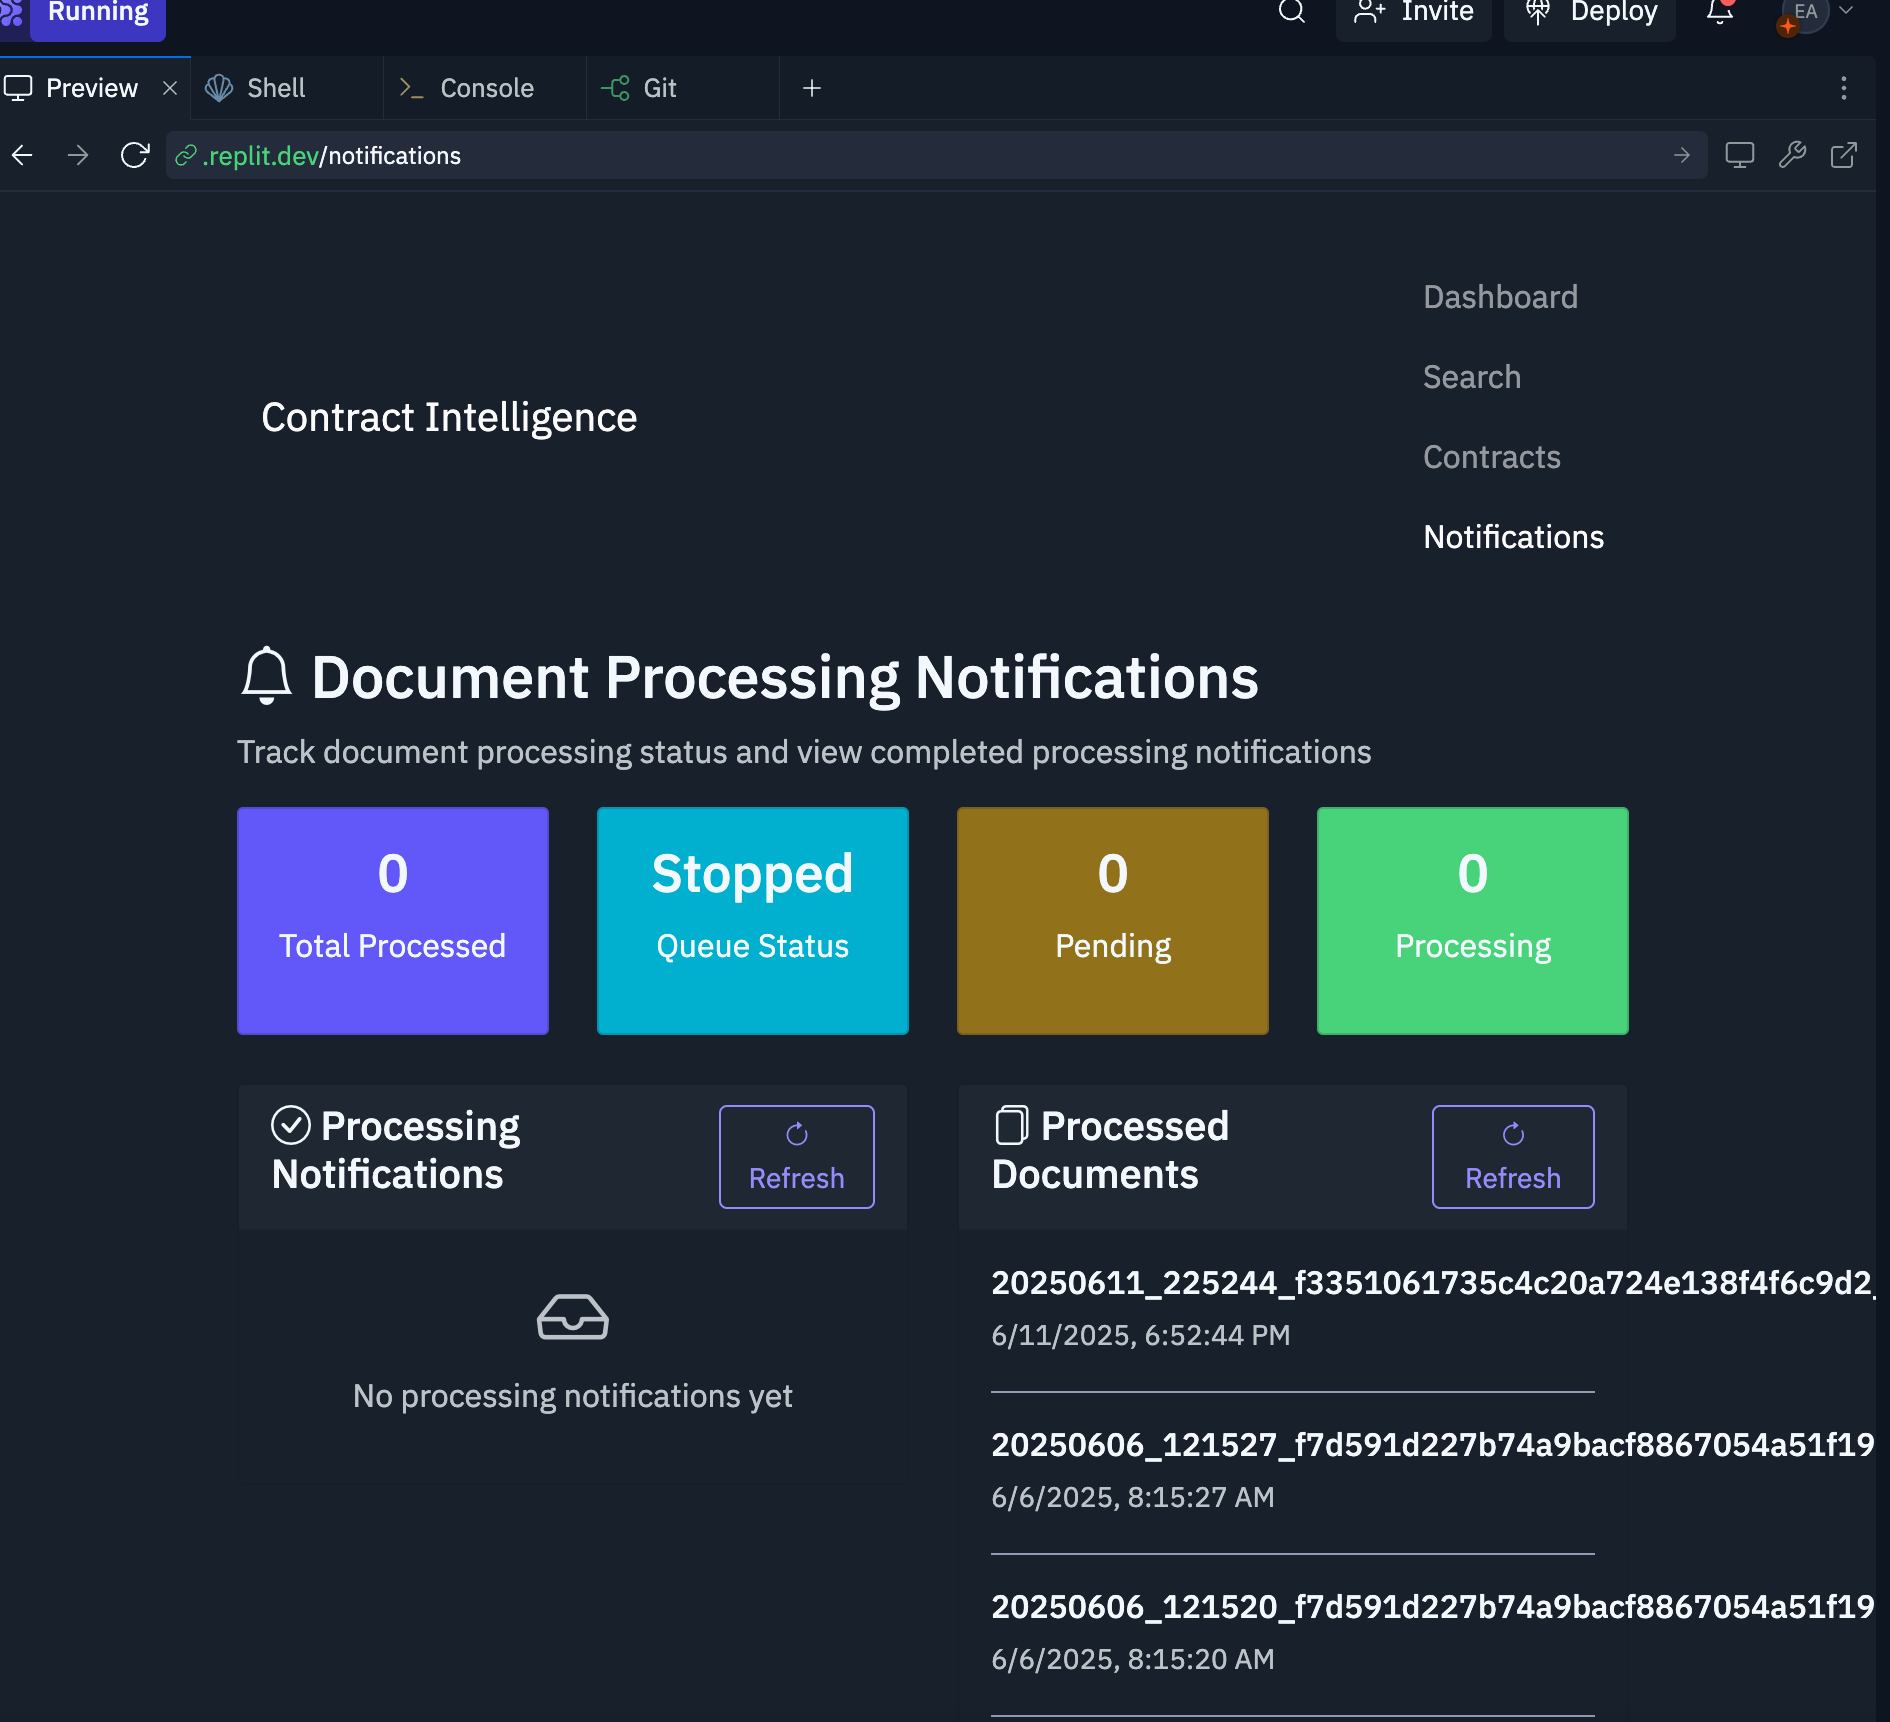 Running
Invite
Deploy
EA
Preview
Shell
Console
Git
.replit.dev/notifications
Dashboard
Search
Contract Intelligence
Contracts
Notifications
Document Processing Notifications
Track document processing status and view completed processing notifications
0
Total Processed
Stopped
Queue Status
0
Pending
0
Processing
Processing
Notifications
Refresh
No processing notifications yet
Processed
Documents
Refresh
20250611_225244_f3351061735c4c20a724e138f4f6c9d2_
6/11/2025, 6:52:44 PM
20250606_121527_f7d591d227b74a9bacf8867054a51f19
6/6/2025, 8:15:27 AM
20250606_121520_f7d591d227b74a9bacf8867054a51f19
6/6/2025, 8:15:20 AM